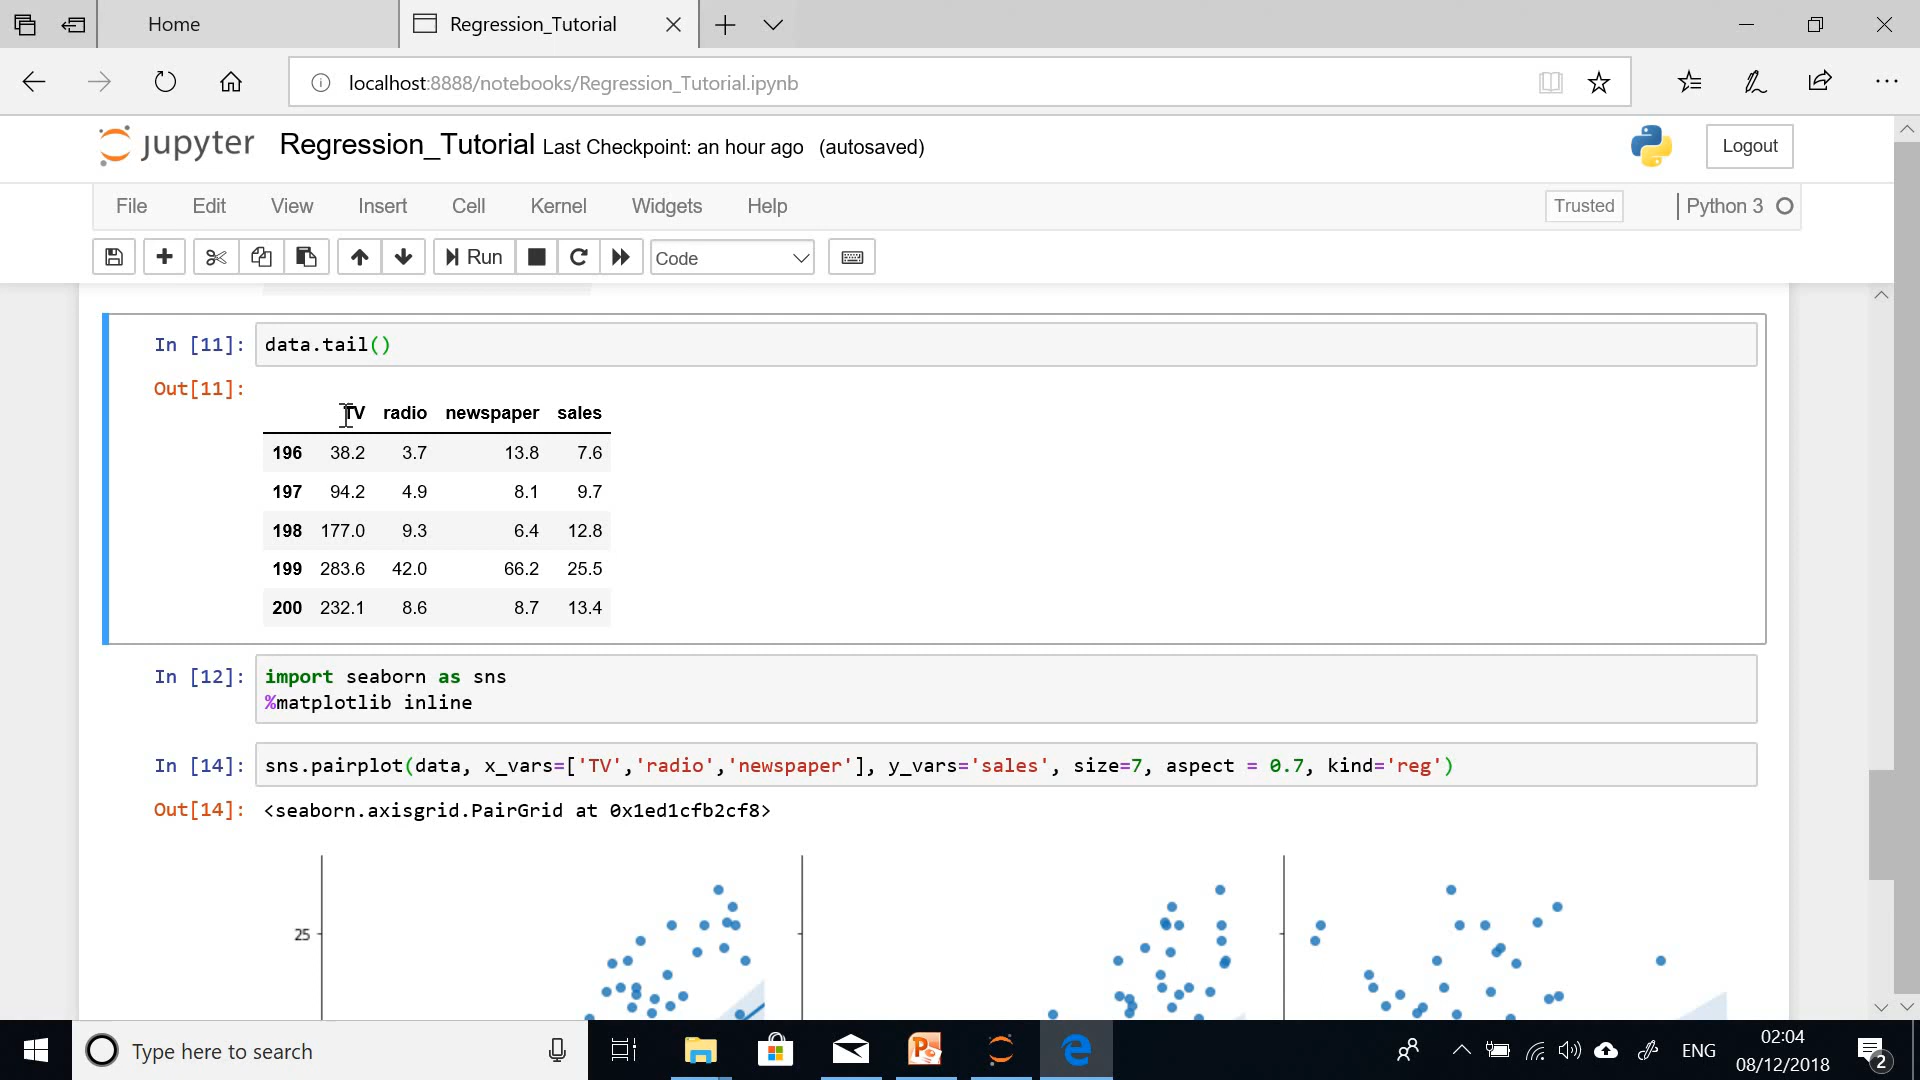 Home
Regression_Tutorial
localhost:8888/notebooks/Regression_Tutorial.ipynb
jupyter Regression_Tutorial Last Checkpoint: an hour ago (autosaved)
Logout
File Edit View Insert Cell Kernel Widgets Help
Trusted
Python 3
Run
Code
In [11]: data.tail()
Out[11]:
TV radio newspaper sales
196 38.2 3.7 13.8 7.6
197 94.2 4.9 8.1 9.7
198 177.0 9.3 6.4 12.8
199 283.6 42.0 66.2 25.5
200 232.1 8.6 8.7 13.4
In [12]: import seaborn as sns
%matplotlib inline
In [14]: sns.pairplot(data, x_vars=['TV','radio','newspaper'], y_vars='sales', size=7, aspect = 0.7, kind='reg')
Out[14]: <seaborn.axisgrid.PairGrid at 0x1ed1cfb2cf8>
25
Type here to search
ENG
02:04
08/12/2018
2